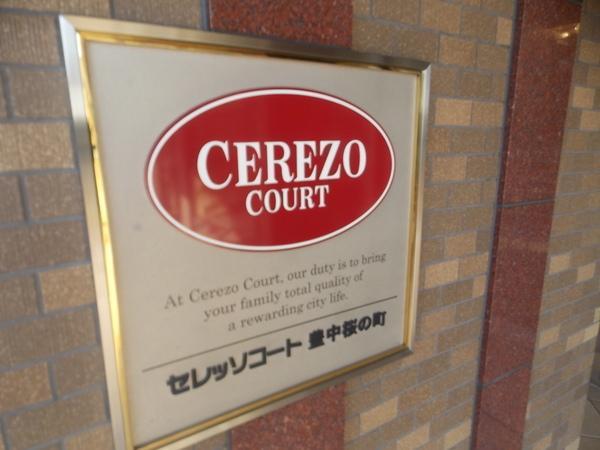 CEREZO
COURT
At Cerezo Court, our duty is to bring
your family total quality of
a rewarding city life.
セレッソコート 豊中桜の町